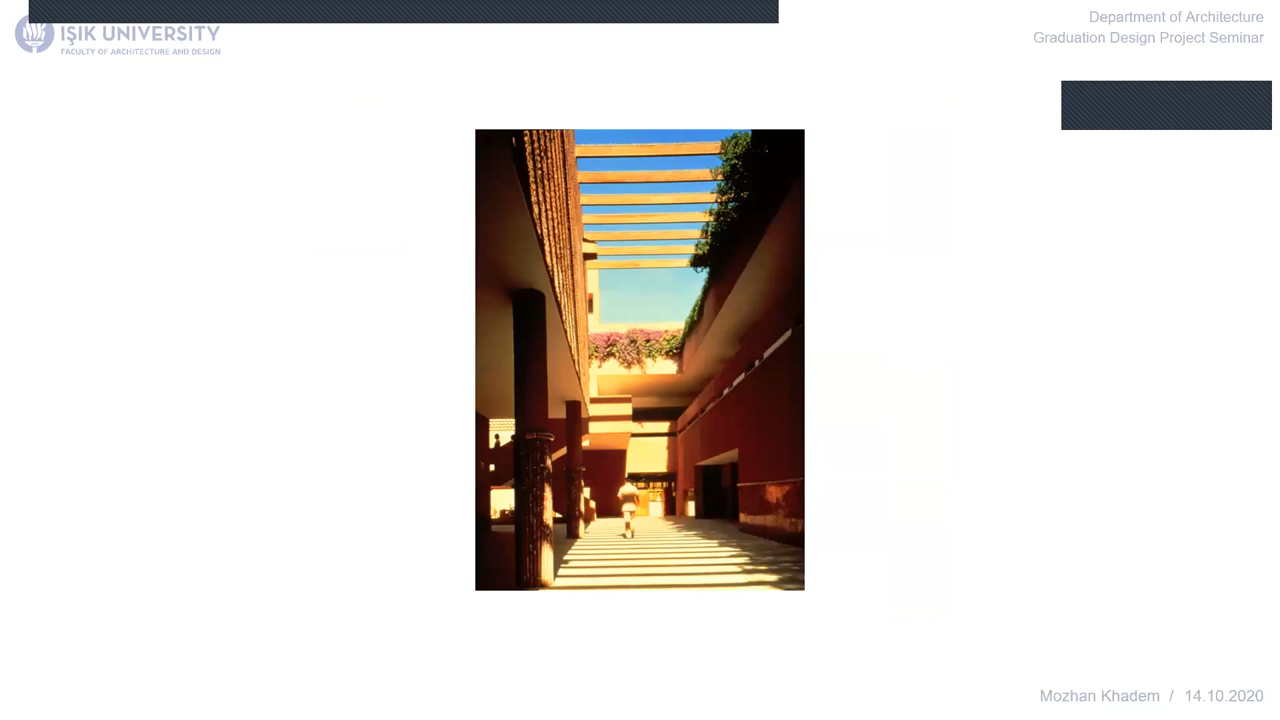 IŞIK UNIVERSITY
FACULTY OF ARCHITECTURE AND DESIGN
Department of Architecture
Graduation Design Project Seminar
Mozhan Khadem / 14.10.2020